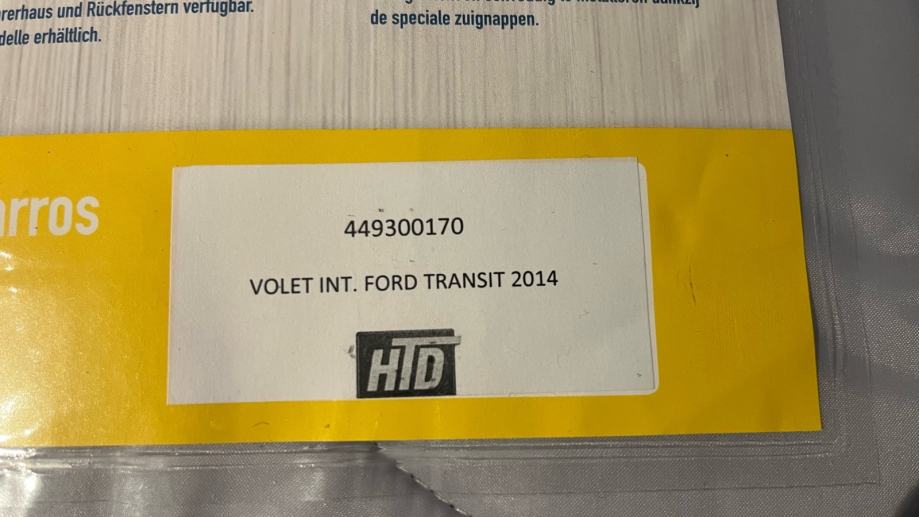 rerhaus und Rückfenstern verfügbar.
delle erhältlich.
de speciale zuignappen.
arros
449300170
VOLET INT. FORD TRANSIT 2014
HTD